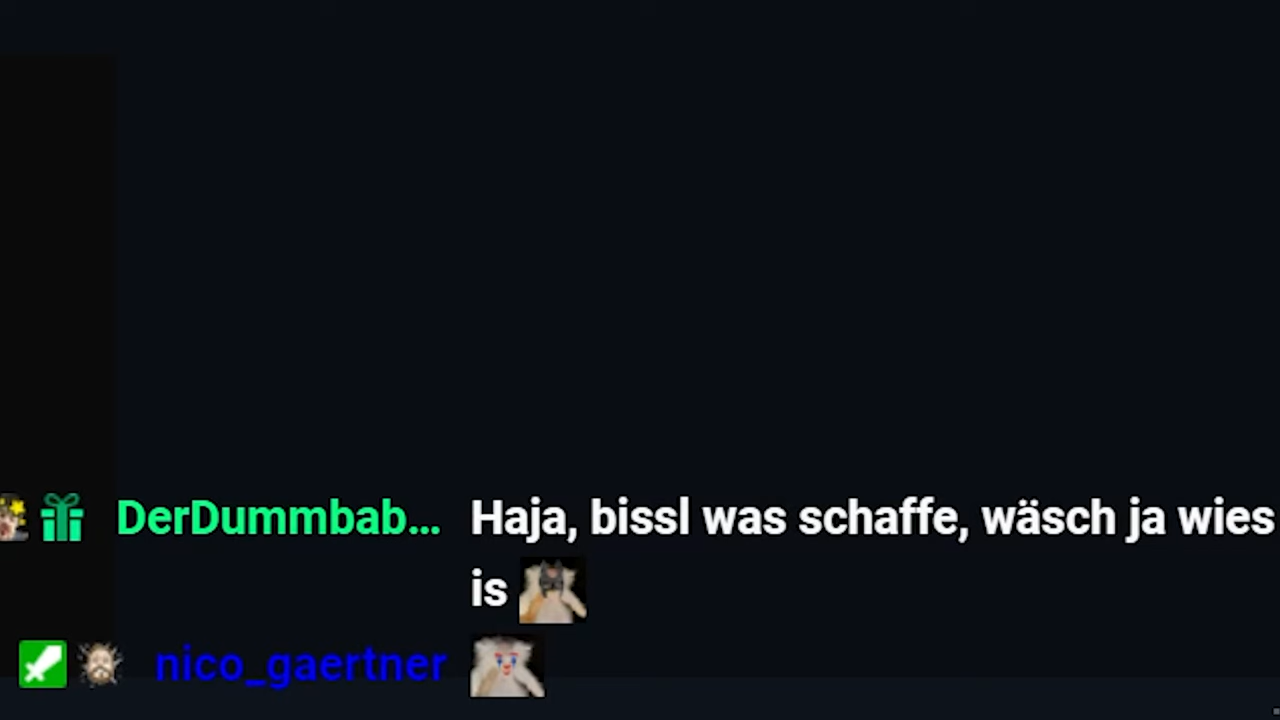 DerDummbab... Haja, bissl was schaffe, wäsch ja wies
is
nico_gaertner